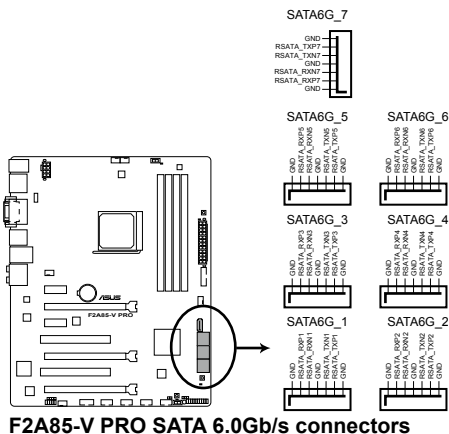 SATA6G_7
GND
RSATA_TXP7
RSATA_TXN7
GND
RSATA_RXN7
RSATA_RXP7
GND
SATA6G_5
GND
RSATA_RXP5
RSATA_RXN5
GND
RSATA_TXN5
RSATA_TXP5
GND
SATA6G_6
GND
RSATA_RXP6
RSATA_RXN6
GND
RSATA_TXN6
RSATA_TXP6
GND
SATA6G_3
GND
RSATA_RXP3
RSATA_RXN3
GND
RSATA_TXN3
RSATA_TXP3
GND
SATA6G_4
GND
RSATA_RXP4
RSATA_RXN4
GND
RSATA_TXN4
RSATA_TXP4
GND
SATA6G_1
GND
RSATA_RXP1
RSATA_RXN1
GND
RSATA_TXN1
RSATA_TXP1
GND
SATA6G_2
GND
RSATA_RXP2
RSATA_RXN2
GND
RSATA_TXN2
RSATA_TXP2
GND
ASUS
F2A85-V PRO
F2A85-V PRO SATA 6.0Gb/s connectors